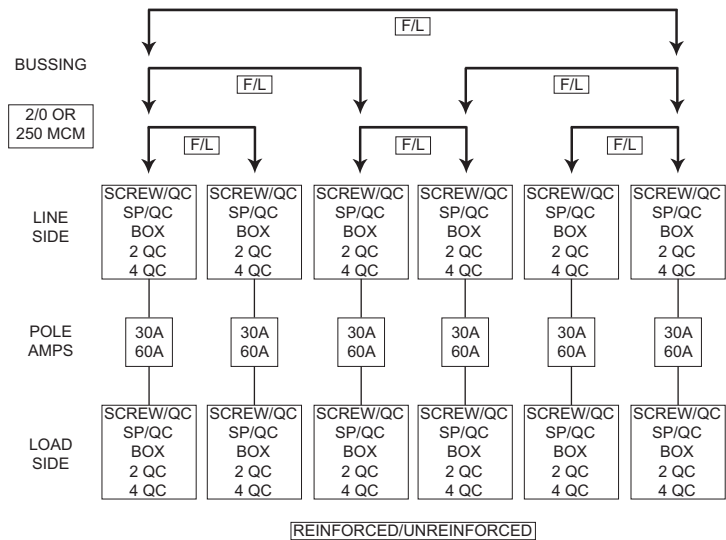 F/L
BUSSING
F/L F/L
2/0 OR
250 MCM
F/L F/L F/L
SCREW/QC SCREW/QC SCREW/QC SCREW/QC SCREW/QC SCREW/QC
SP/QC SP/QC SP/QC SP/QC SP/QC SP/QC
LINE
SIDE
BOX BOX BOX BOX BOX BOX
2 QC 2 QC 2 QC 2 QC 2 QC 2 QC
4 QC 4 QC 4 QC 4 QC 4 QC 4 QC
POLE
AMPS
30A 30A 30A 30A 30A 30A
60A 60A 60A 60A 60A 60A
SCREW/QC SCREW/QC SCREW/QC SCREW/QC SCREW/QC SCREW/QC
SP/QC SP/QC SP/QC SP/QC SP/QC SP/QC
LOAD
SIDE
BOX BOX BOX BOX BOX BOX
2 QC 2 QC 2 QC 2 QC 2 QC 2 QC
4 QC 4 QC 4 QC 4 QC 4 QC 4 QC
REINFORCED/UNREINFORCED